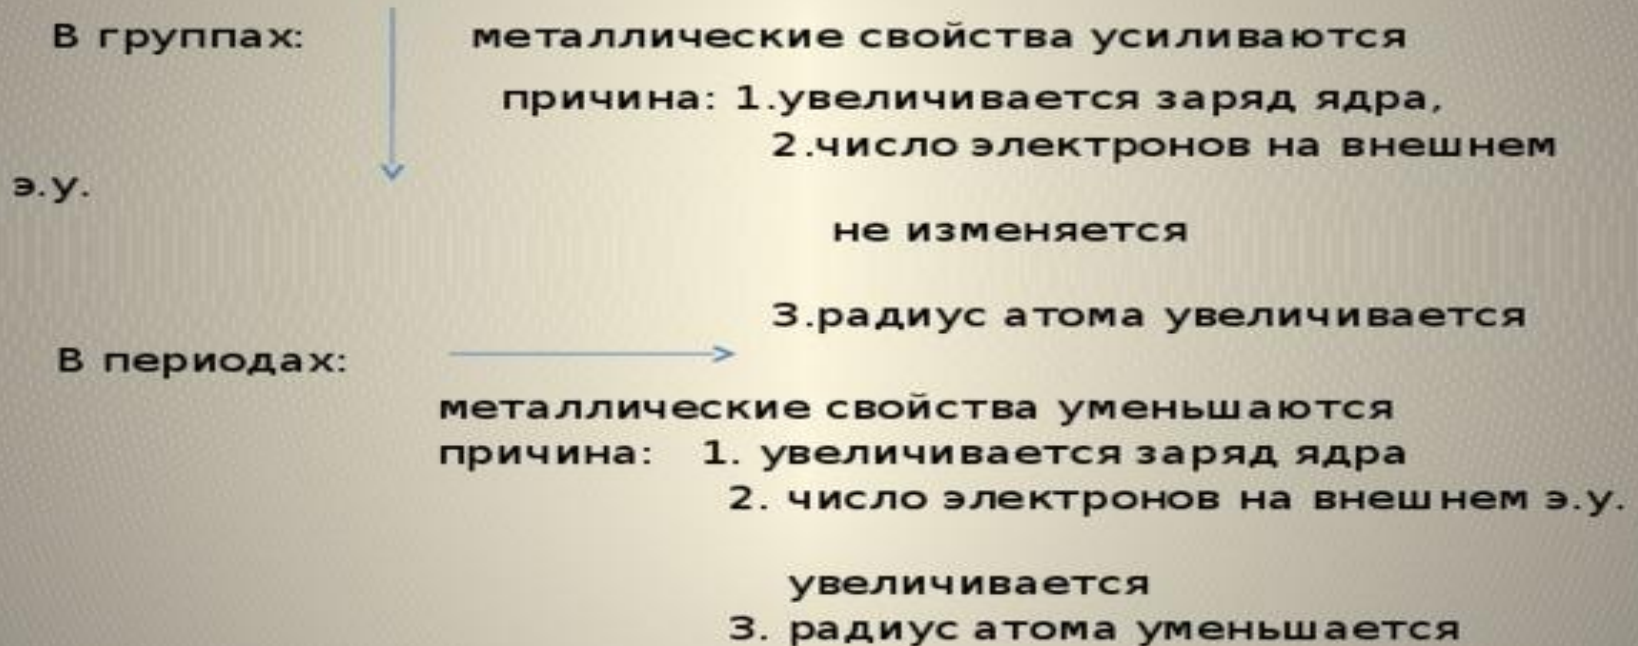 В группах: металлические свойства усиливаются
причина: 1.увеличивается заряд ядра,
2.число электронов на внешнем
э.у.
не изменяется
3.радиус атома увеличивается
В периодах:
металлические свойства уменьшаются
причина: 1. увеличивается заряд ядра
2. число электронов на внешнем э.у.
увеличивается
3. радиус атома уменьшается